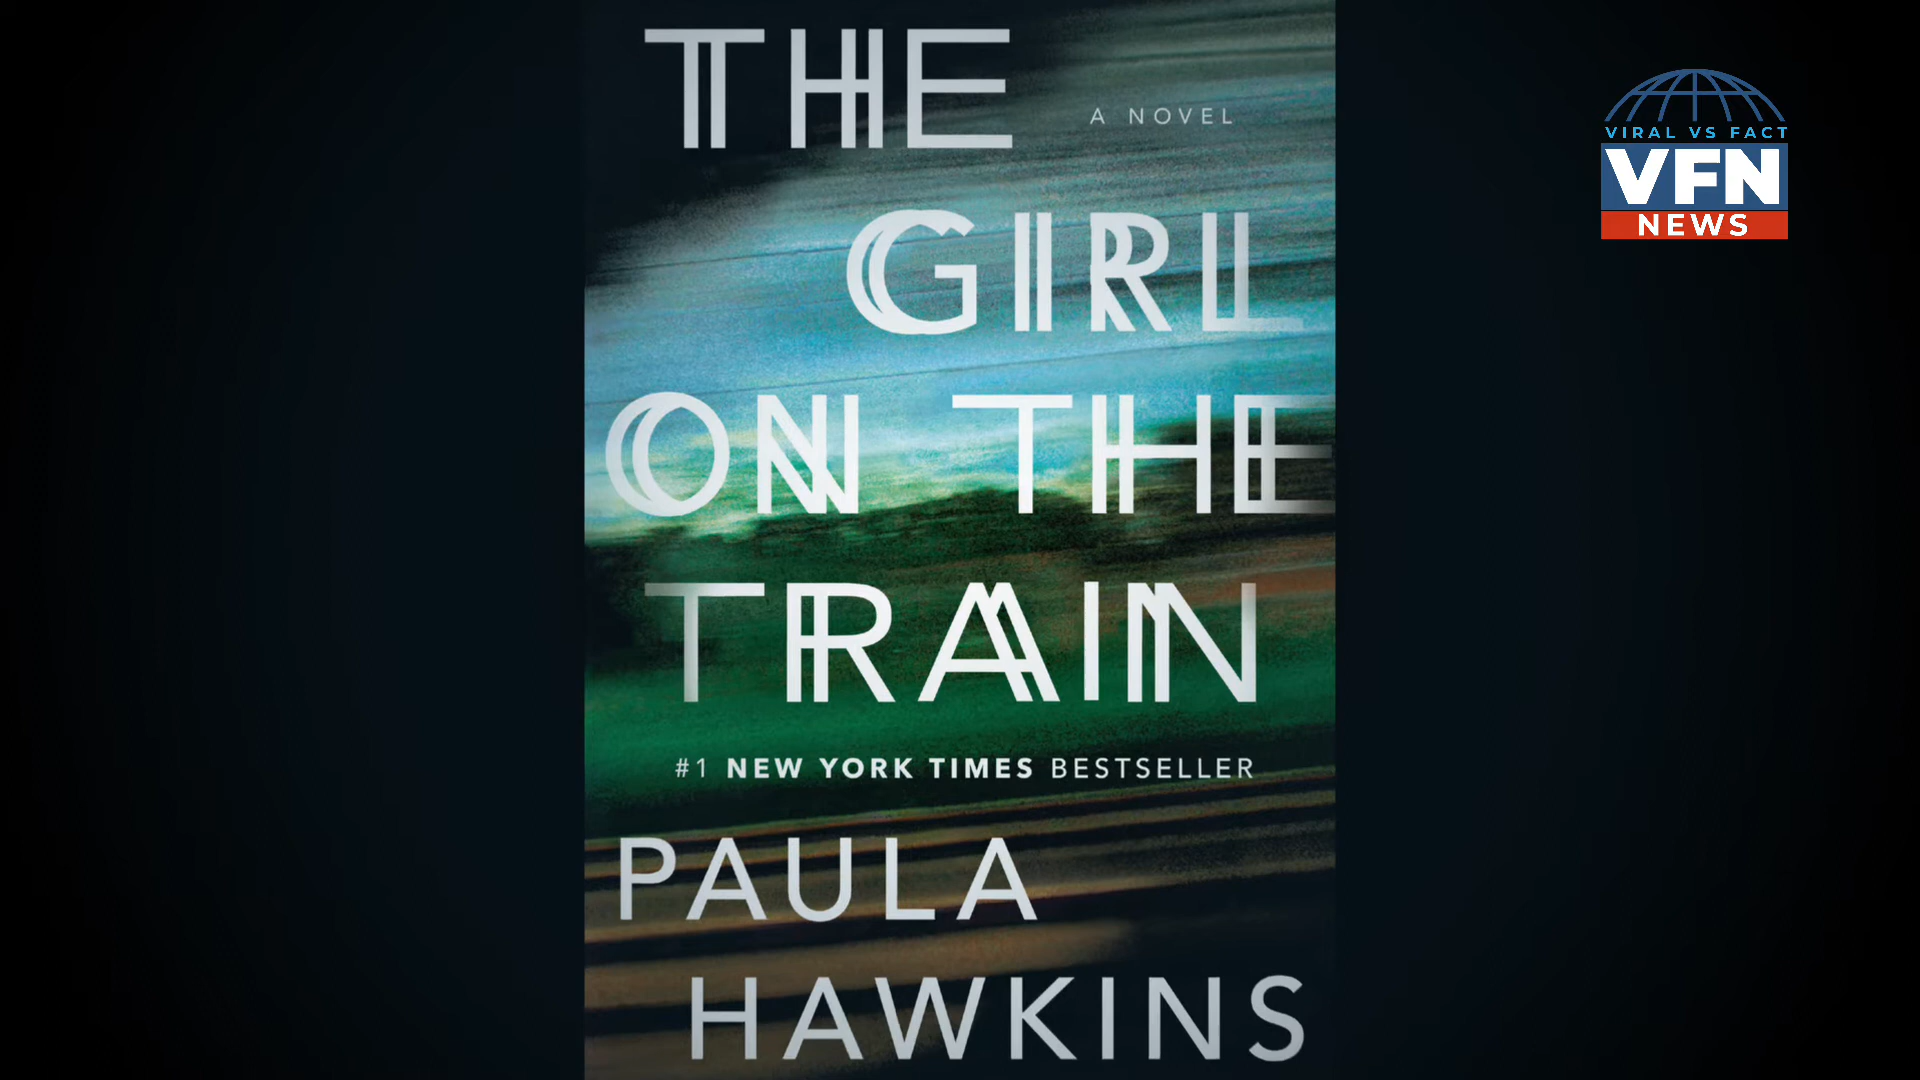 THE
A NOVEL
GIRL
ON THE
TRAIN
#1 NEW YORK TIMES BESTSELLER
PAULA
HAWKINS
VIRAL VS FACT
VFN
NEWS